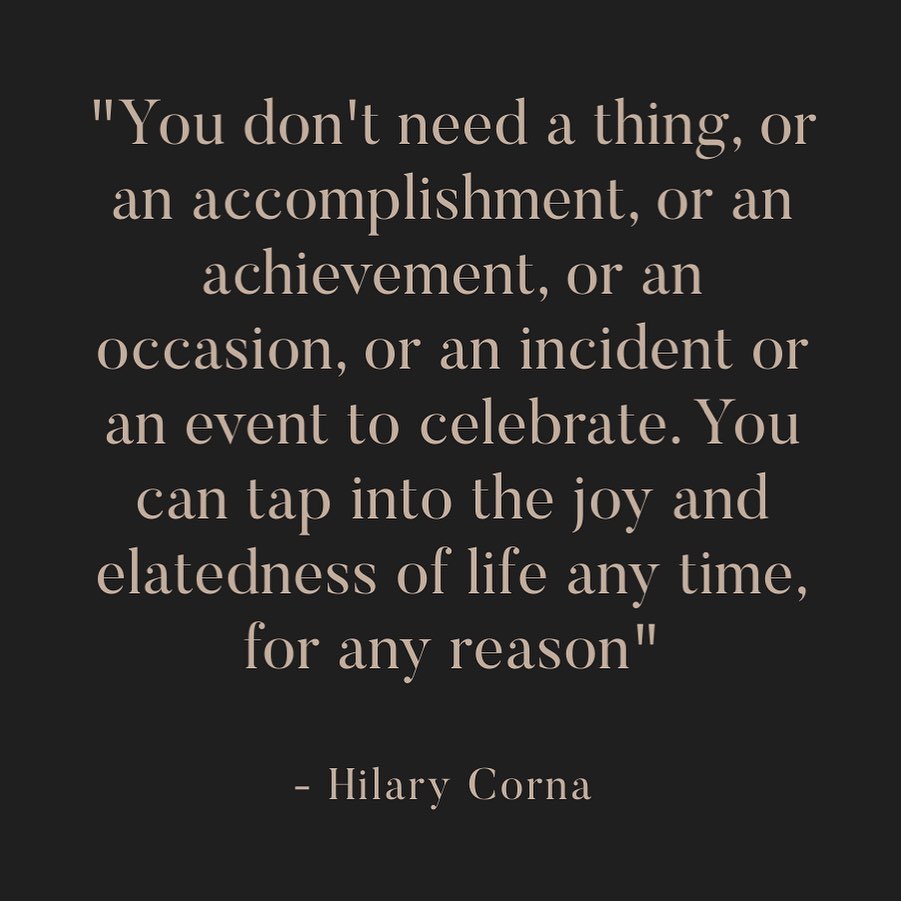 "You don't need a thing, or
an accomplishment, or an
achievement, or an
occasion, or an incident or
an event to celebrate. You
can tap into the joy and
elatedness of life any time,
for any reason"
- Hilary Corna